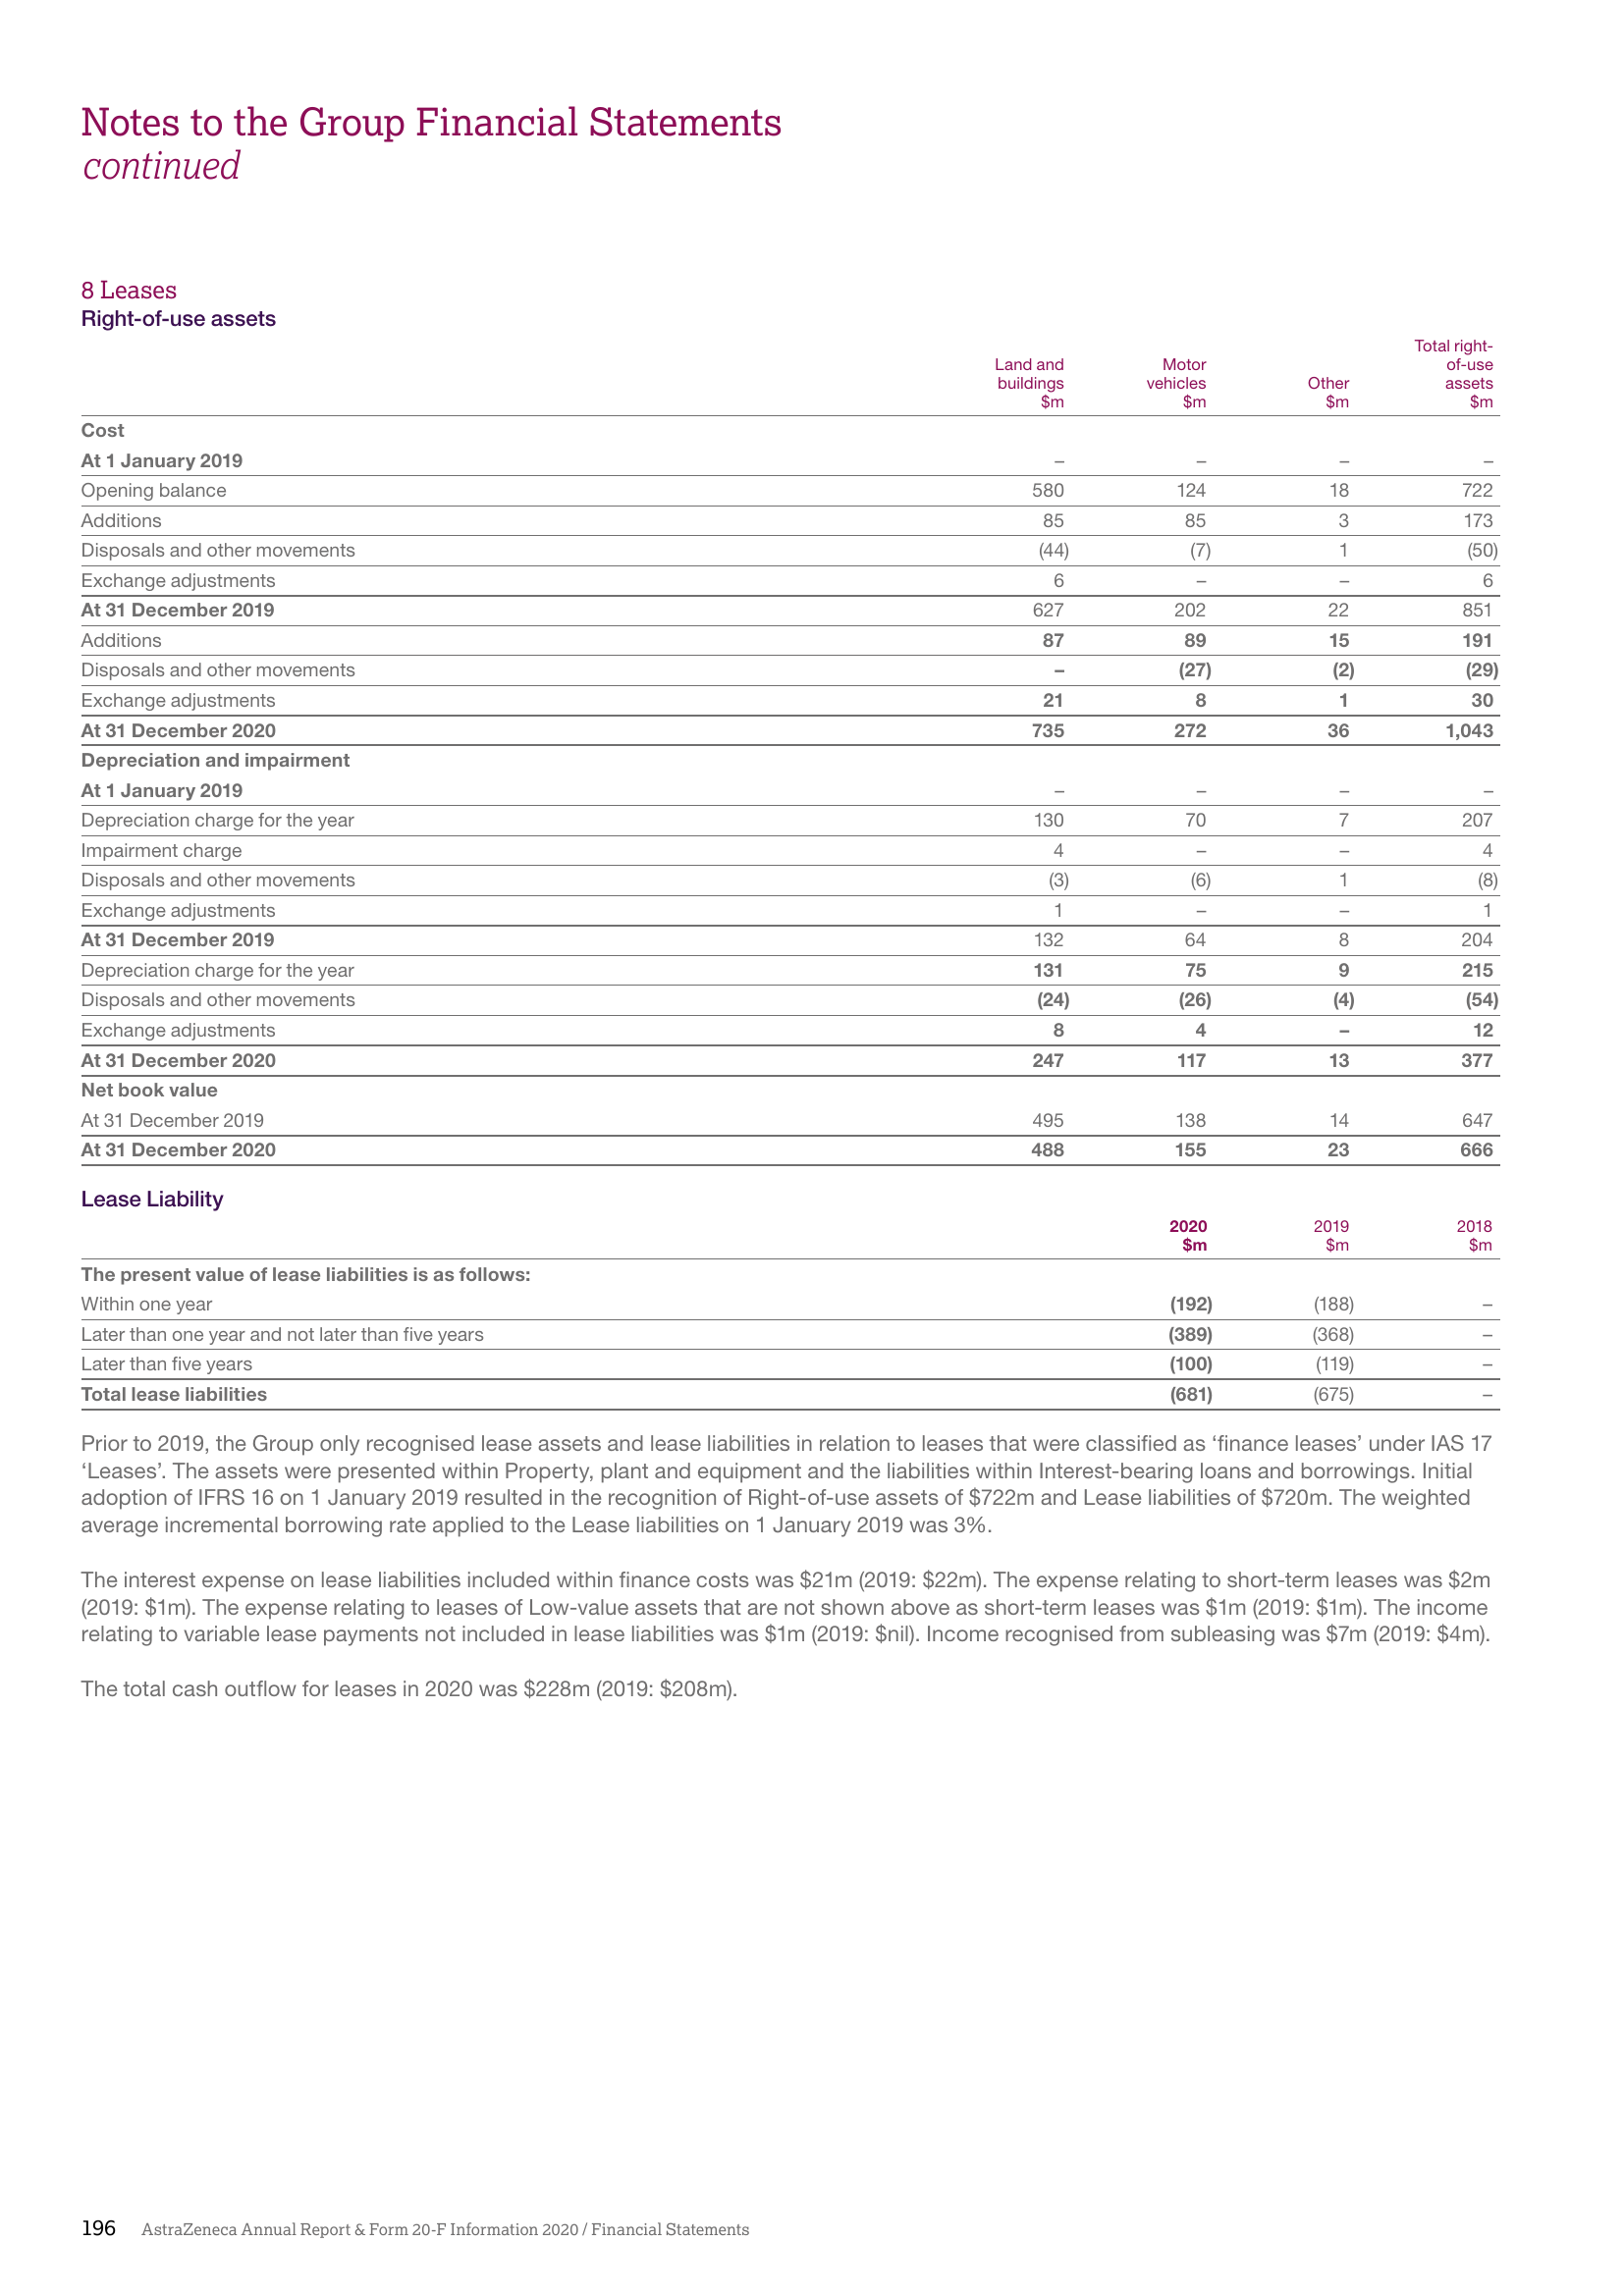 Notes to the Group Financial Statements
continued
8 Leases
Right-of-use assets
Land and buildings $m Motor vehicles $m Other $m Total right-of-use assets $m
Cost
At 1 January 2019 – – – –
Opening balance 580 124 18 722
Additions 85 85 3 173
Disposals and other movements (44) (7) 1 (50)
Exchange adjustments 6 – – 6
At 31 December 2019 627 202 22 851
Additions 87 89 15 191
Disposals and other movements – (27) (2) (29)
Exchange adjustments 21 8 1 30
At 31 December 2020 735 272 36 1,043
Depreciation and impairment
At 1 January 2019 – – – –
Depreciation charge for the year 130 70 7 207
Impairment charge 4 – – 4
Disposals and other movements (3) (6) 1 (8)
Exchange adjustments 1 – – 1
At 31 December 2019 132 64 8 204
Depreciation charge for the year 131 75 9 215
Disposals and other movements (24) (26) (4) (54)
Exchange adjustments 8 4 – 12
At 31 December 2020 247 117 13 377
Net book value
At 31 December 2019 495 138 14 647
At 31 December 2020 488 155 23 666
Lease Liability
2020 $m 2019 $m 2018 $m
The present value of lease liabilities is as follows:
Within one year (192) (188) –
Later than one year and not later than five years (389) (368) –
Later than five years (100) (119) –
Total lease liabilities (681) (675) –
Prior to 2019, the Group only recognised lease assets and lease liabilities in relation to leases that were classified as ‘finance leases’ under IAS 17
‘Leases’. The assets were presented within Property, plant and equipment and the liabilities within Interest-bearing loans and borrowings. Initial
adoption of IFRS 16 on 1 January 2019 resulted in the recognition of Right-of-use assets of $722m and Lease liabilities of $720m. The weighted
average incremental borrowing rate applied to the Lease liabilities on 1 January 2019 was 3%.
The interest expense on lease liabilities included within finance costs was $21m (2019: $22m). The expense relating to short-term leases was $2m
(2019: $1m). The expense relating to leases of Low-value assets that are not shown above as short-term leases was $1m (2019: $1m). The income
relating to variable lease payments not included in lease liabilities was $1m (2019: $nil). Income recognised from subleasing was $7m (2019: $4m).
The total cash outflow for leases in 2020 was $228m (2019: $208m).
196 AstraZeneca Annual Report & Form 20-F Information 2020 / Financial Statements